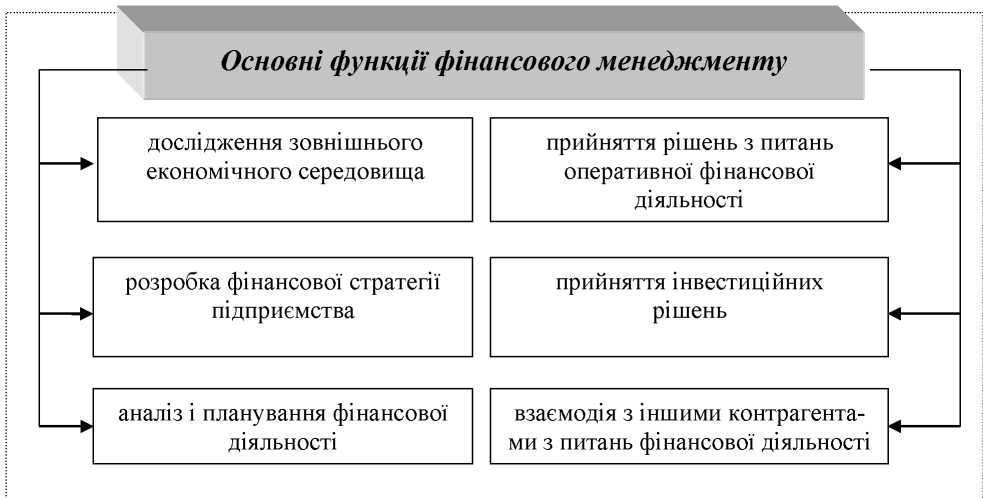 Основні функції фінансового менеджменту
дослідження зовнішнього
економічного середовища
прийняття рішень з питань
оперативної фінансової
діяльності
розробка фінансової стратегії
підприємства
прийняття інвестиційних
рішень
аналіз і планування фінансової
діяльності
взаємодія з іншими контрагента-
ми з питань фінансової діяльності